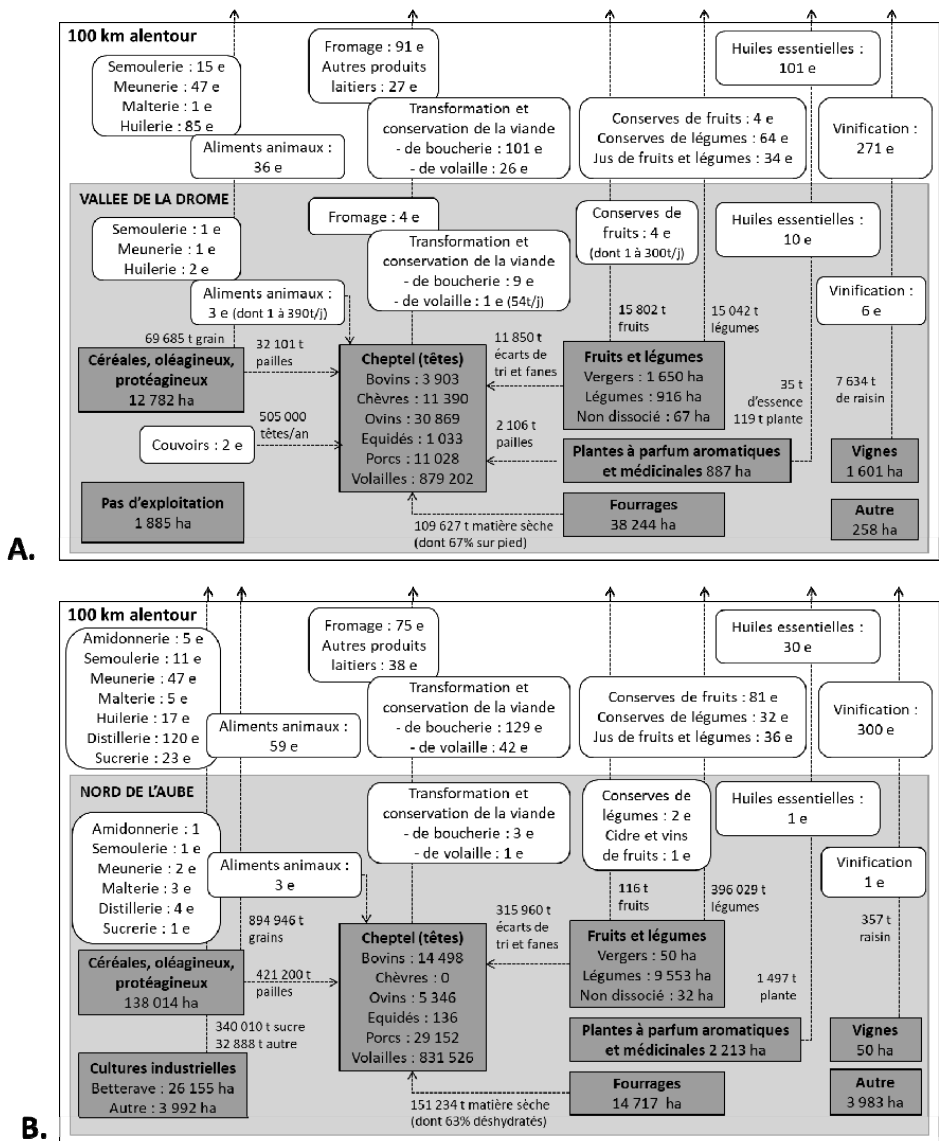 100 km alentour
Semoulerie : 15 e
Meunerie : 47 e
Malterie : 1 e
Huilerie : 85 e
Aliments animaux :
36 e
Fromage : 91 e
Autres produits
laitiers : 27 e
Transformation et
conservation de la viande
- de boucherie : 101 e
- de volaille : 26 e
Conserves de fruits : 4 e
Conserves de légumes : 64 e
Jus de fruits et légumes : 34 e
Huiles essentielles :
101 e
Vinification :
271 e
VALLEE DE LA DROME
Semoulerie : 1 e
Meunerie : 1 e
Huilerie : 2 e
Aliments animaux :
3 e (dont 1 à 390t/j)
Fromage : 4 e
Transformation et
conservation de la viande
- de boucherie : 9 e
- de volaille : 1 e (54t/j)
Conserves de
fruits : 4 e
(dont 1 à 300t/j)
Huiles essentielles :
10 e
Vinification :
6 e
69 685 t grain
32 101 t
pailles
11 850 t
écarts de
tri et fanes
15 802 t
fruits
15 042 t
légumes
35 t
d'essence
119 t plante
7 634 t
de raisin
Céréales, oléagineux,
protéagineux
12 782 ha
505 000
têtes/an
Couvoirs : 2 e
Pas d'exploitation
1 885 ha
Cheptel (têtes)
Bovins : 3 903
Chèvres : 11 390
Ovins : 30 869
Equidés : 1 033
Porcs : 11 028
Volailles : 879 202
2 106 t
pailles
Fruits et légumes
Vergers : 1 650 ha
Légumes : 916 ha
Non dissocié : 67 ha
Plantes à parfum aromatiques
et médicinales 887 ha
Vignes
1 601 ha
109 627 t matière sèche
(dont 67% sur pied)
Fourrages
38 244 ha
Autre
258 ha
A.
100 km alentour
Amidonnerie : 5 e
Semoulerie : 11 e
Meunerie : 47 e
Malterie : 5 e
Huilerie : 17 e
Distillerie : 120 e
Sucrerie : 23 e
Aliments animaux :
59 e
Fromage : 75 e
Autres produits
laitiers : 38 e
Transformation et
conservation de la viande
- de boucherie : 129 e
- de volaille : 42 e
Conserves de fruits : 81 e
Conserves de légumes : 32 e
Jus de fruits et légumes : 36 e
Huiles essentielles :
30 e
Vinification :
300 e
NORD DE L'AUBE
Amidonnerie : 1
Semoulerie : 1 e
Meunerie : 2 e
Malterie : 3 e
Distillerie : 4 e
Sucrerie : 1 e
Aliments animaux :
3 e
Transformation et
conservation de la viande
- de boucherie : 3 e
- de volaille : 1 e
Conserves de
légumes : 2 e
Cidre et vins
de fruits : 1 e
Huiles essentielles :
1 e
Vinification
1 e
894 946 t
grains
421 200 t
pailles
315 960 t
écarts de
tri et fanes
116 t
fruits
396 029 t
légumes
1 497 t
plante
357 t
raisin
Céréales, oléagineux,
protéagineux
138 014 ha
340 010 t sucre
32 888 t autre
Cultures industrielles
Betterave : 26 155 ha
Autre : 3 992 ha
Cheptel (têtes)
Bovins : 14 498
Chèvres : 0
Ovins : 5 346
Equidés : 136
Porcs : 29 152
Volailles : 831 526
Fruits et légumes
Vergers : 50 ha
Légumes : 9 553 ha
Non dissocié : 32 ha
Plantes à parfum aromatiques
et médicinales 2 213 ha
Vignes
50 ha
151 234 t matière sèche
(dont 63% déshydratés)
Fourrages
14 717 ha
Autre
3 983 ha
B.